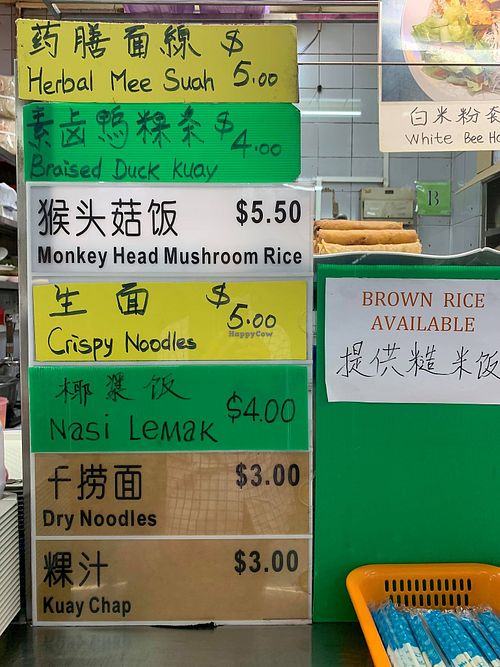 药膳面線 $5.00
Herbal Mee Suah
素卤鸭粿条 $4.00
Braised Duck Kuay
猴头菇饭 $5.50
Monkey Head Mushroom Rice
生面 $5.00
Crispy Noodles
椰浆饭 $4.00
Nasi Lemak
干捞面 $3.00
Dry Noodles
粿汁 $3.00
Kuay Chap
白米粉套
White Bee Ho
13
BROWN RICE
AVAILABLE
提供糙米饭
HappyCow